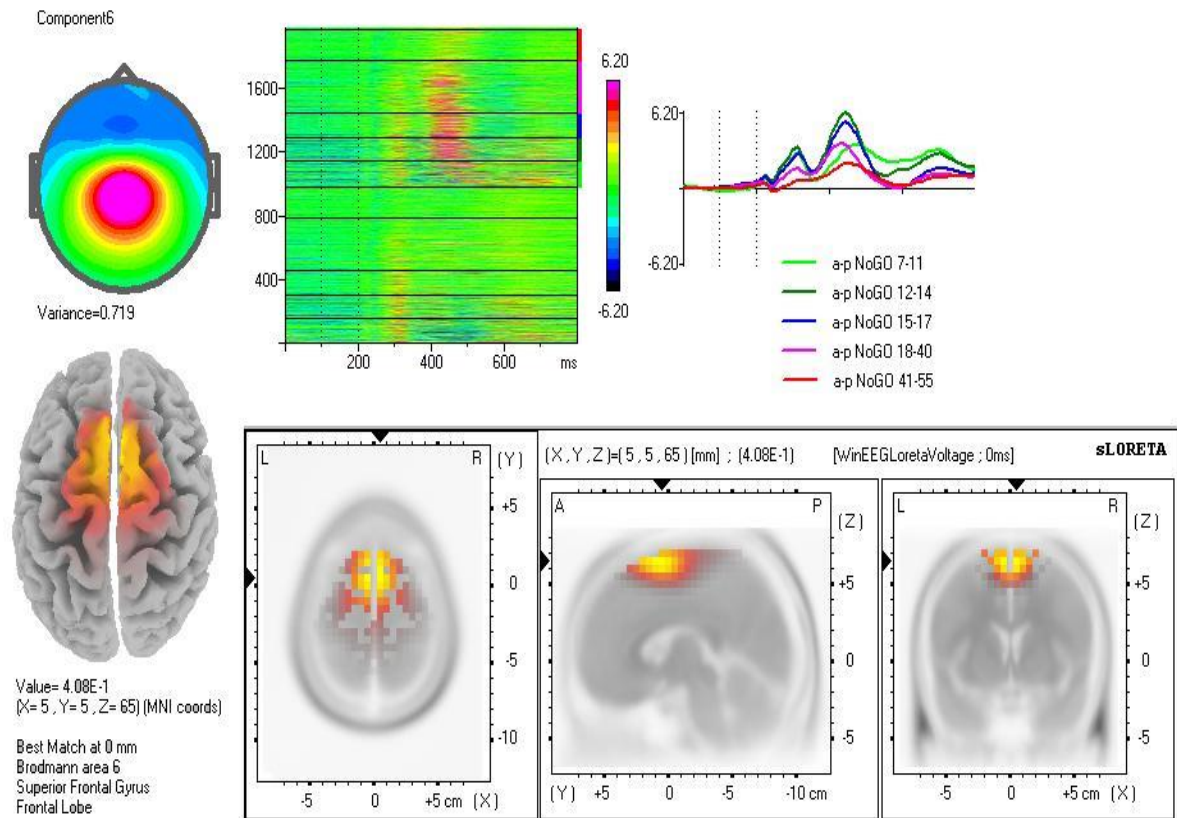 Component6
Variance=0.719
1600
1200
800
400
200 400 600 ms
6.20
-6.20
6.20
-6.20
a-p NoGO 7-11
a-p NoGO 12-14
a-p NoGO 15-17
a-p NoGO 18-40
a-p NoGO 41-55
Value= 4.08E-1
(X= 5 , Y= 5 , Z= 65) (MNI coords)
Best Match at 0 mm
Brodmann area 6
Superior Frontal Gyrus
Frontal Lobe
L R (Y)
+5
0
-5
-10
-5 0 +5 cm (X)
(X , Y , Z)=( 5 , 5 , 65 ) [mm] ; (4.08E-1) [WinEEGLoretaVoltage ; 0ms] sLORETA
A P (Z)
+5
0
-5
(Y) +5 0 -5 -10 cm
L R (Z)
+5
0
-5
-5 0 +5 cm (X)